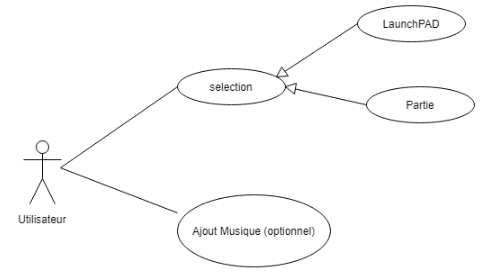 LaunchPAD
selection
Partie
Utilisateur
Ajout Musique (optionnel)